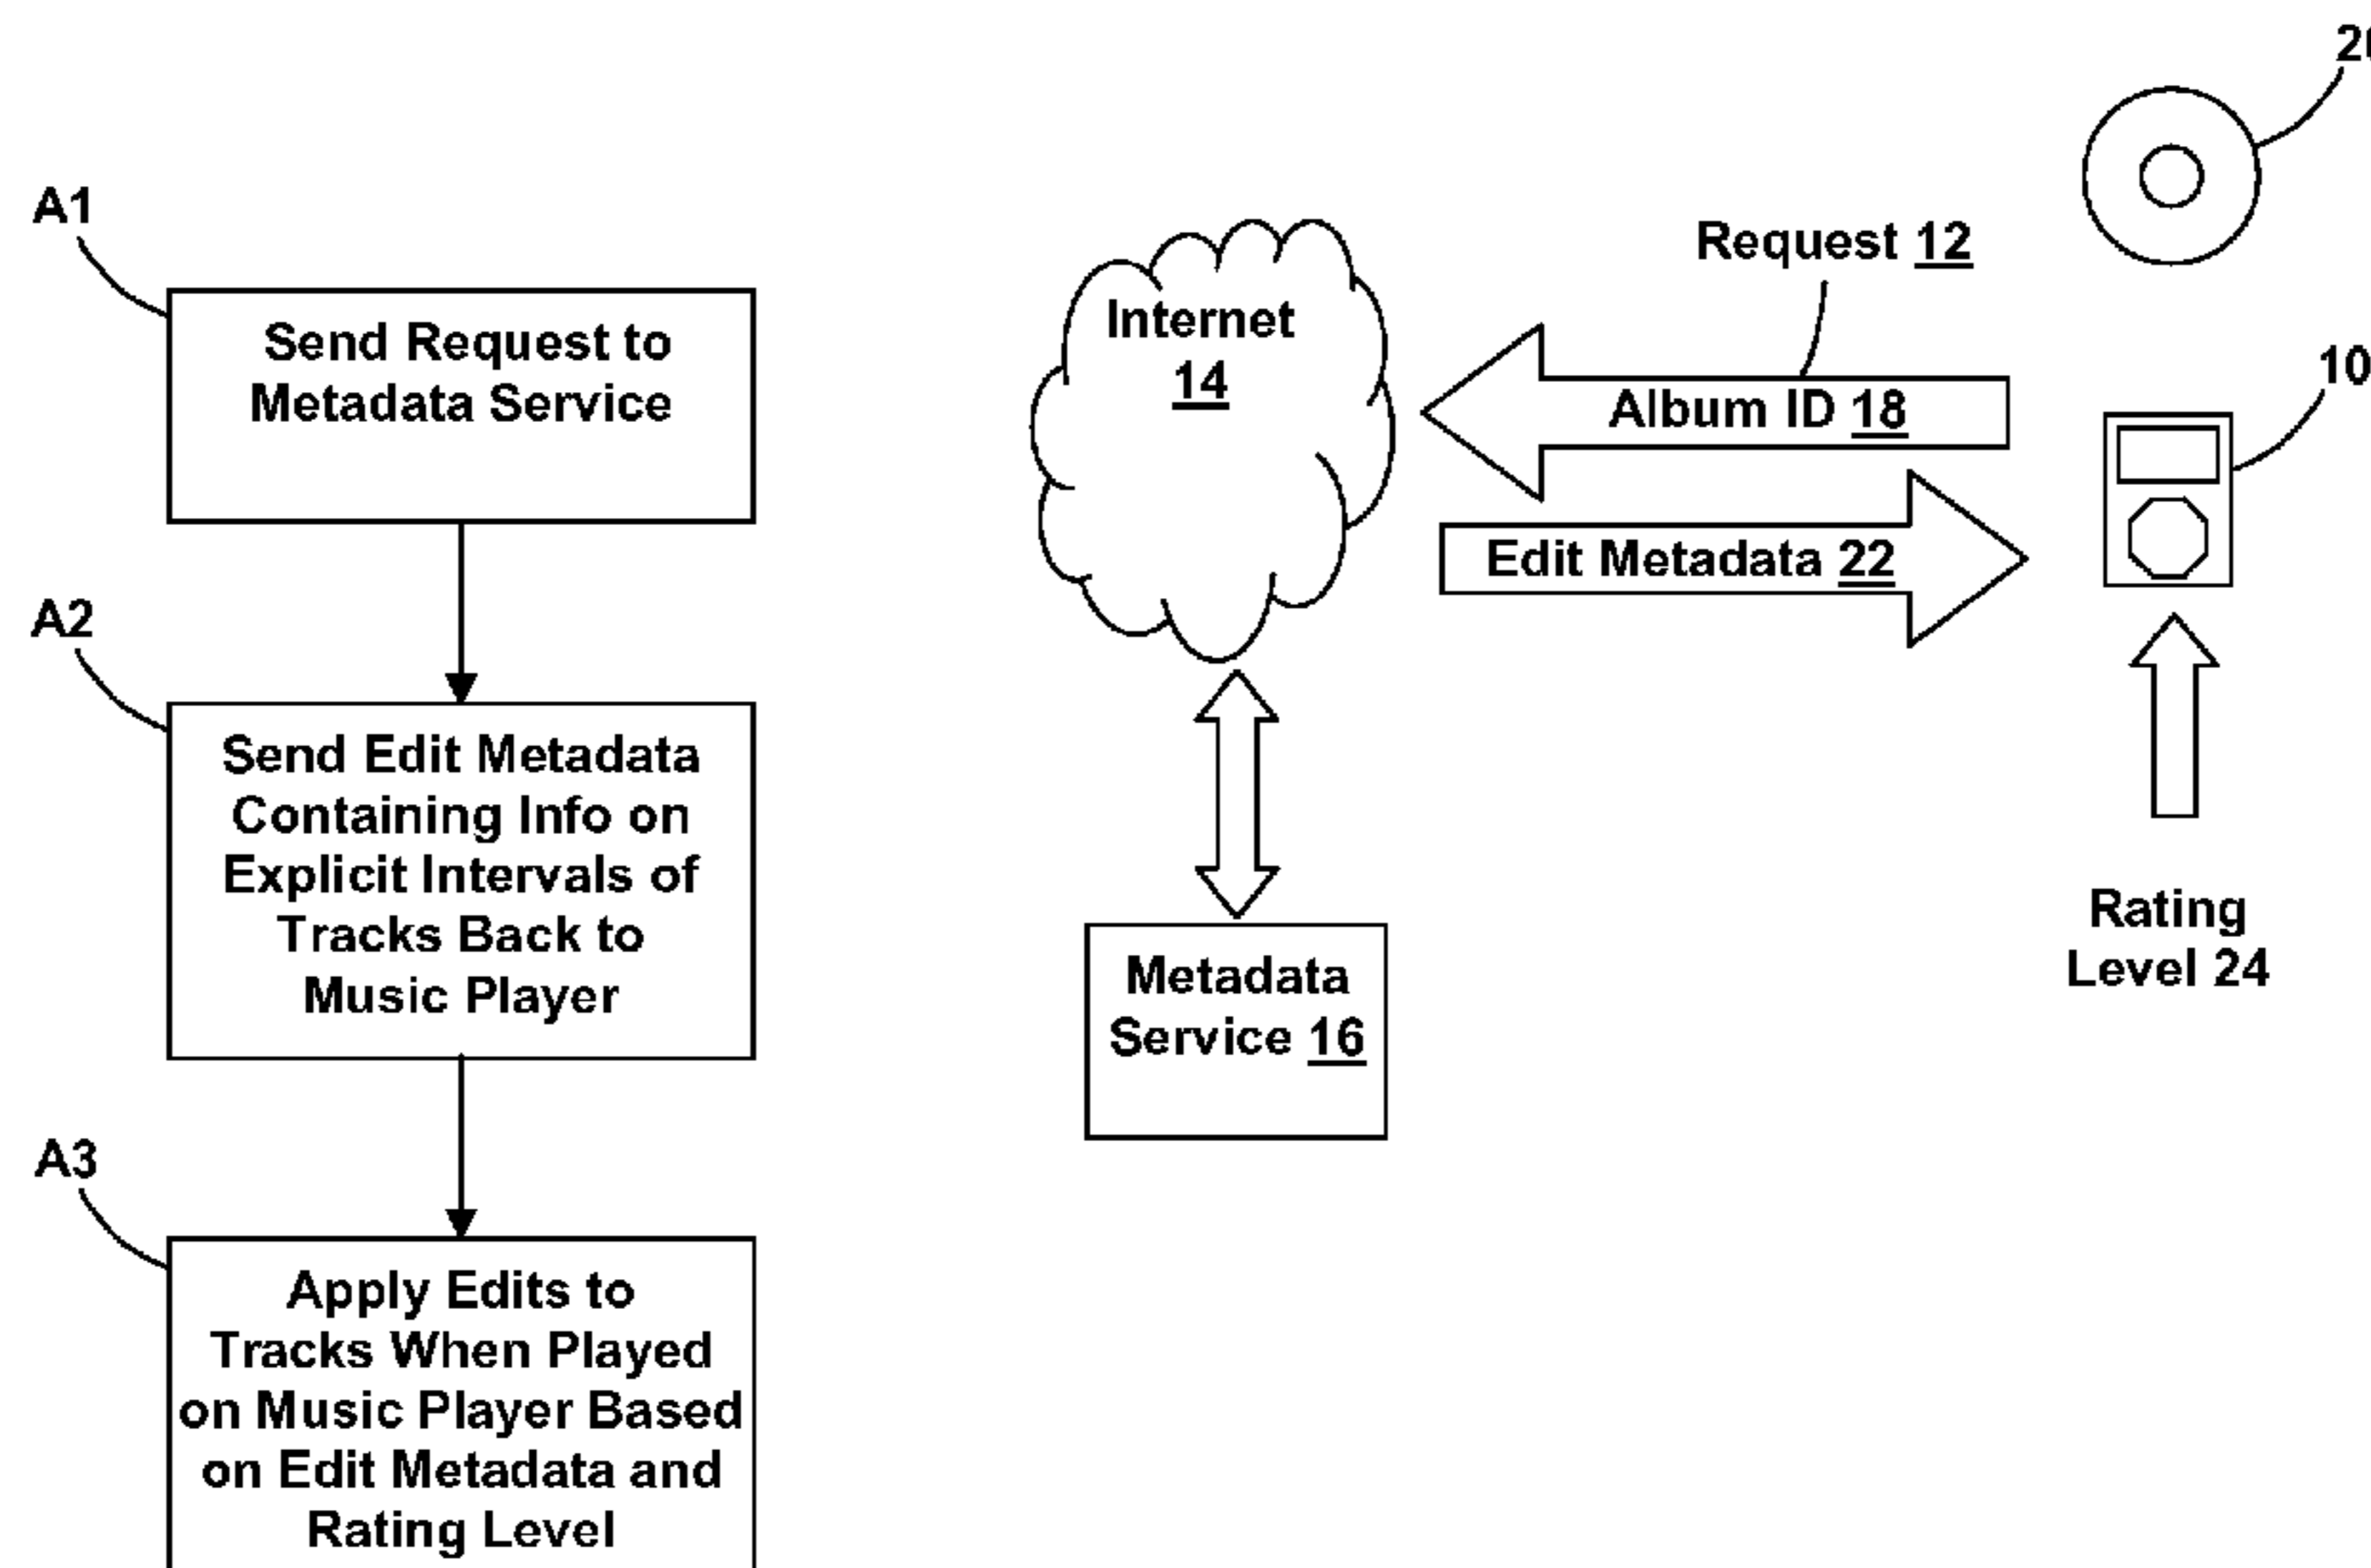 A1
Send Request to
Metadata Service
A2
Send Edit Metadata
Containing Info on
Explicit Intervals of
Tracks Back to
Music Player
A3
Apply Edits to
Tracks When Played
on Music Player Based
on Edit Metadata and
Rating Level
Internet
14
Request 12
Album ID 18
Edit Metadata 22
Metadata
Service 16
10
Rating
Level 24